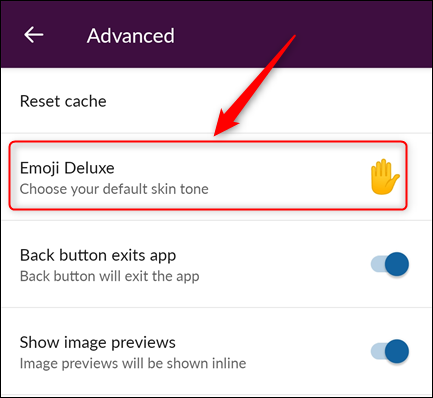 Advanced
Reset cache
Emoji Deluxe
Choose your default skin tone
Back button exits app
Back button will exit the app
Show image previews
Image previews will be shown inline